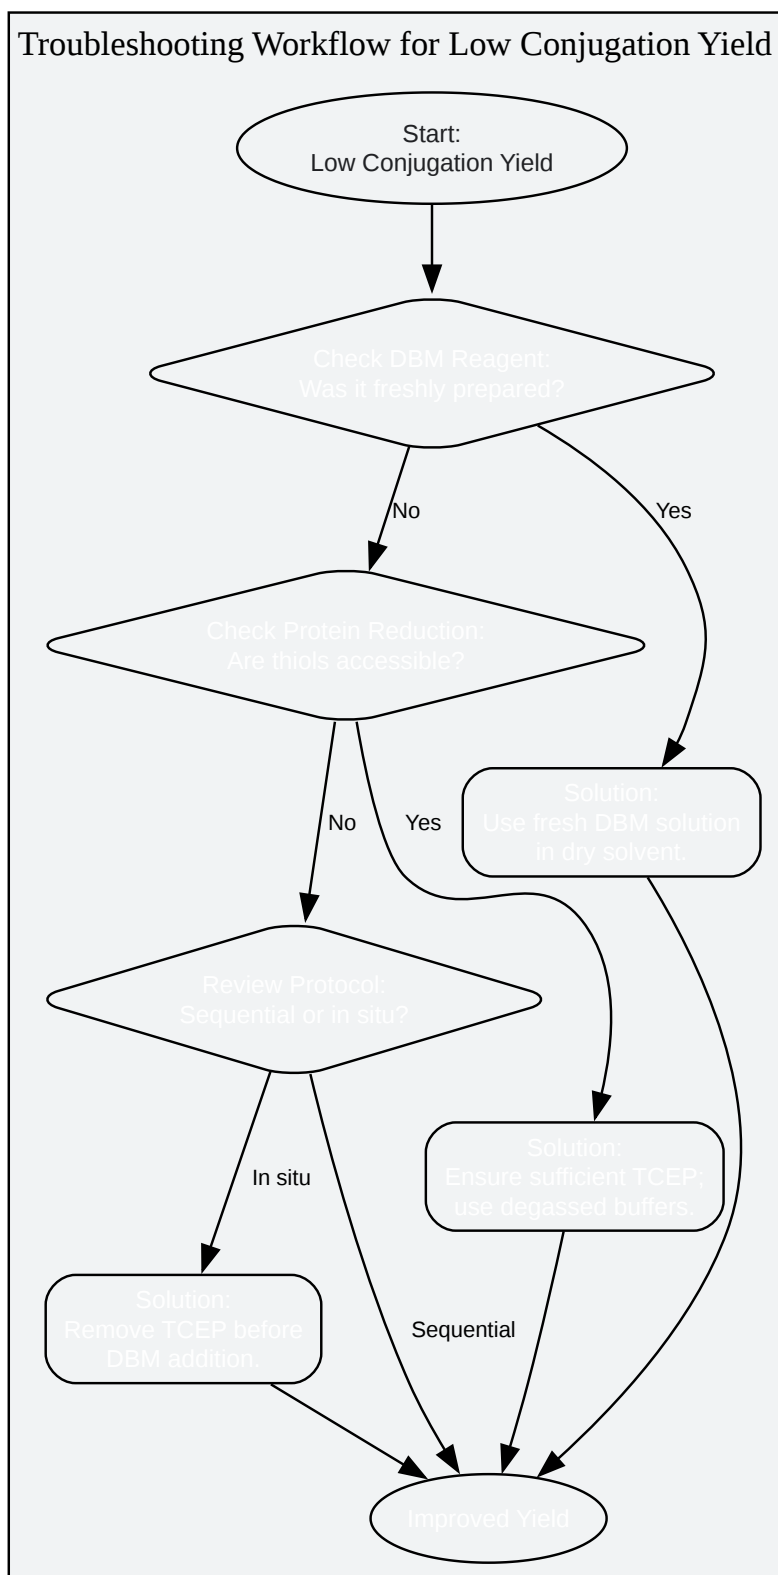 Troubleshooting Workflow for Low Conjugation Yield
Start:
Low Conjugation Yield
Check DBM Reagent:
Was it freshly prepared?
No
Yes
Check Protein Reduction:
Are thiols accessible?
No
Yes
Solution:
Use fresh DBM solution
in dry solvent.
Review Protocol:
Sequential or in situ?
In situ
Solution:
Ensure sufficient TCEP;
use degassed buffers.
Solution:
Remove TCEP before
DBM addition.
Sequential
Improved Yield